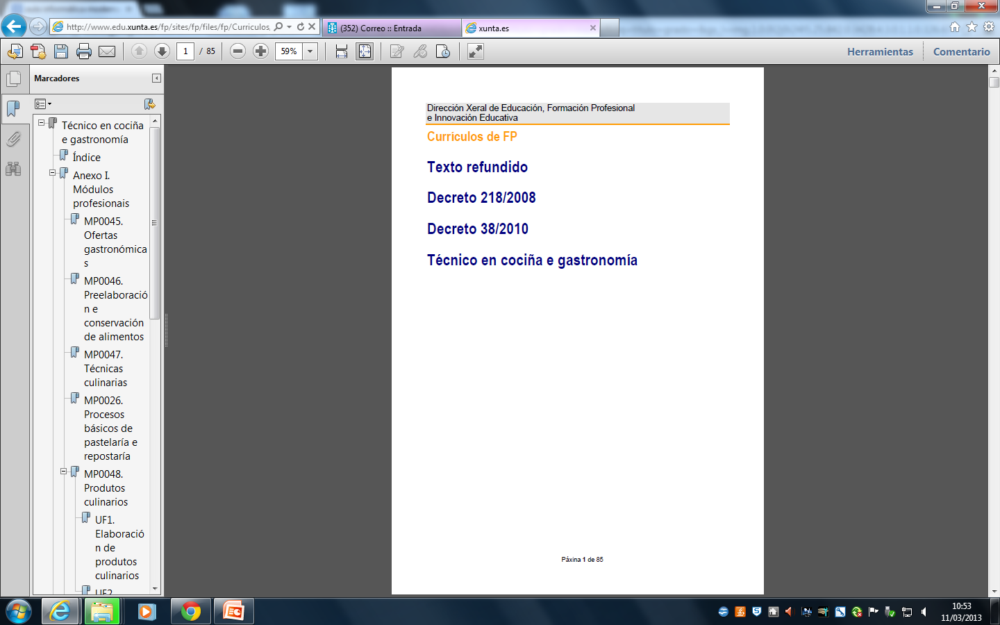 http://www.edu.xunta.es/fp/sites/fp/files/fp/Curriculos,
(352) Correo :: Entrada
xunta.es
1 / 85
59%
Herramientas
Comentario
Marcadores
Técnico en cociña
e gastronomía
Índice
Anexo I.
Módulos
profesionais
MP0045.
Ofertas
gastronómica
s
MP0046.
Preelaboració
n e
conservación
de alimentos
MP0047.
Técnicas
culinarias
MP0026.
Procesos
básicos de
pastelaría e
repostaría
MP0048.
Produtos
culinarios
UF1.
Elaboració
n de
produtos
culinarios
UF2.
Dirección Xeral de Educación, Formación Profesional
e Innovación Educativa
Currículos de FP
Texto refundido
Decreto 218/2008
Decreto 38/2010
Técnico en cociña e gastronomía
Páxina 1 de 85
10:53
11/03/2013